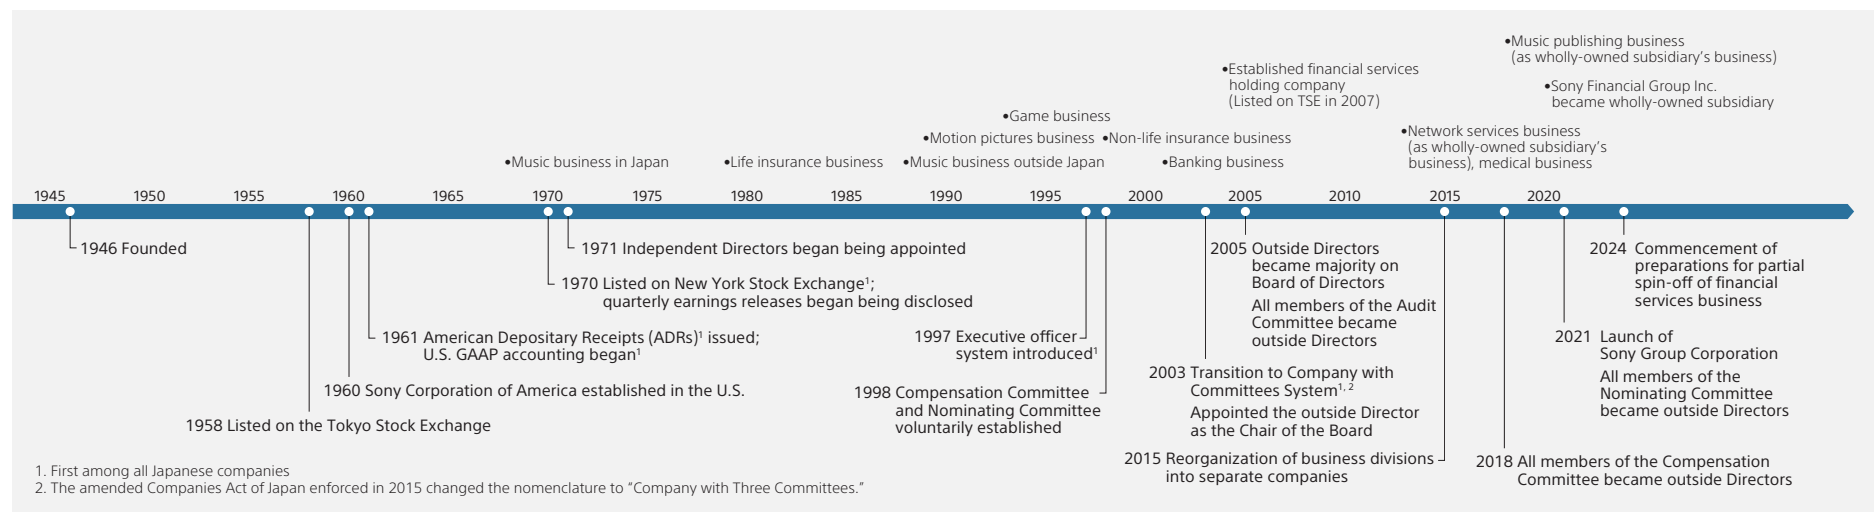 •Music publishing business
(as wholly-owned subsidiary's business)
•Established financial services
holding company
(Listed on TSE in 2007)
•Sony Financial Group Inc.
became wholly-owned subsidiary
•Game business
•Motion pictures business
•Non-life insurance business
•Network services business
(as wholly-owned subsidiary's
business), medical business
•Music business in Japan
•Life insurance business
•Music business outside Japan
•Banking business
1945 1950 1955 1960 1965 1970 1975 1980 1985 1990 1995 2000 2005 2010 2015 2020
1946 Founded
1971 Independent Directors began being appointed
1970 Listed on New York Stock Exchange¹;
quarterly earnings releases began being disclosed
1961 American Depositary Receipts (ADRs)¹ issued;
U.S. GAAP accounting began¹
1960 Sony Corporation of America established in the U.S.
1958 Listed on the Tokyo Stock Exchange
1997 Executive officer
system introduced¹
1998 Compensation Committee
and Nominating Committee
voluntarily established
2005 Outside Directors
became majority on
Board of Directors
All members of the Audit
Committee became
outside Directors
2003 Transition to Company with
Committees System¹, ²
Appointed the outside Director
as the Chair of the Board
2015 Reorganization of business divisions
into separate companies
2024 Commencement of
preparations for partial
spin-off of financial
services business
2021 Launch of
Sony Group Corporation
All members of the
Nominating Committee
became outside Directors
2018 All members of the Compensation
Committee became outside Directors
1. First among all Japanese companies
2. The amended Companies Act of Japan enforced in 2015 changed the nomenclature to "Company with Three Committees."